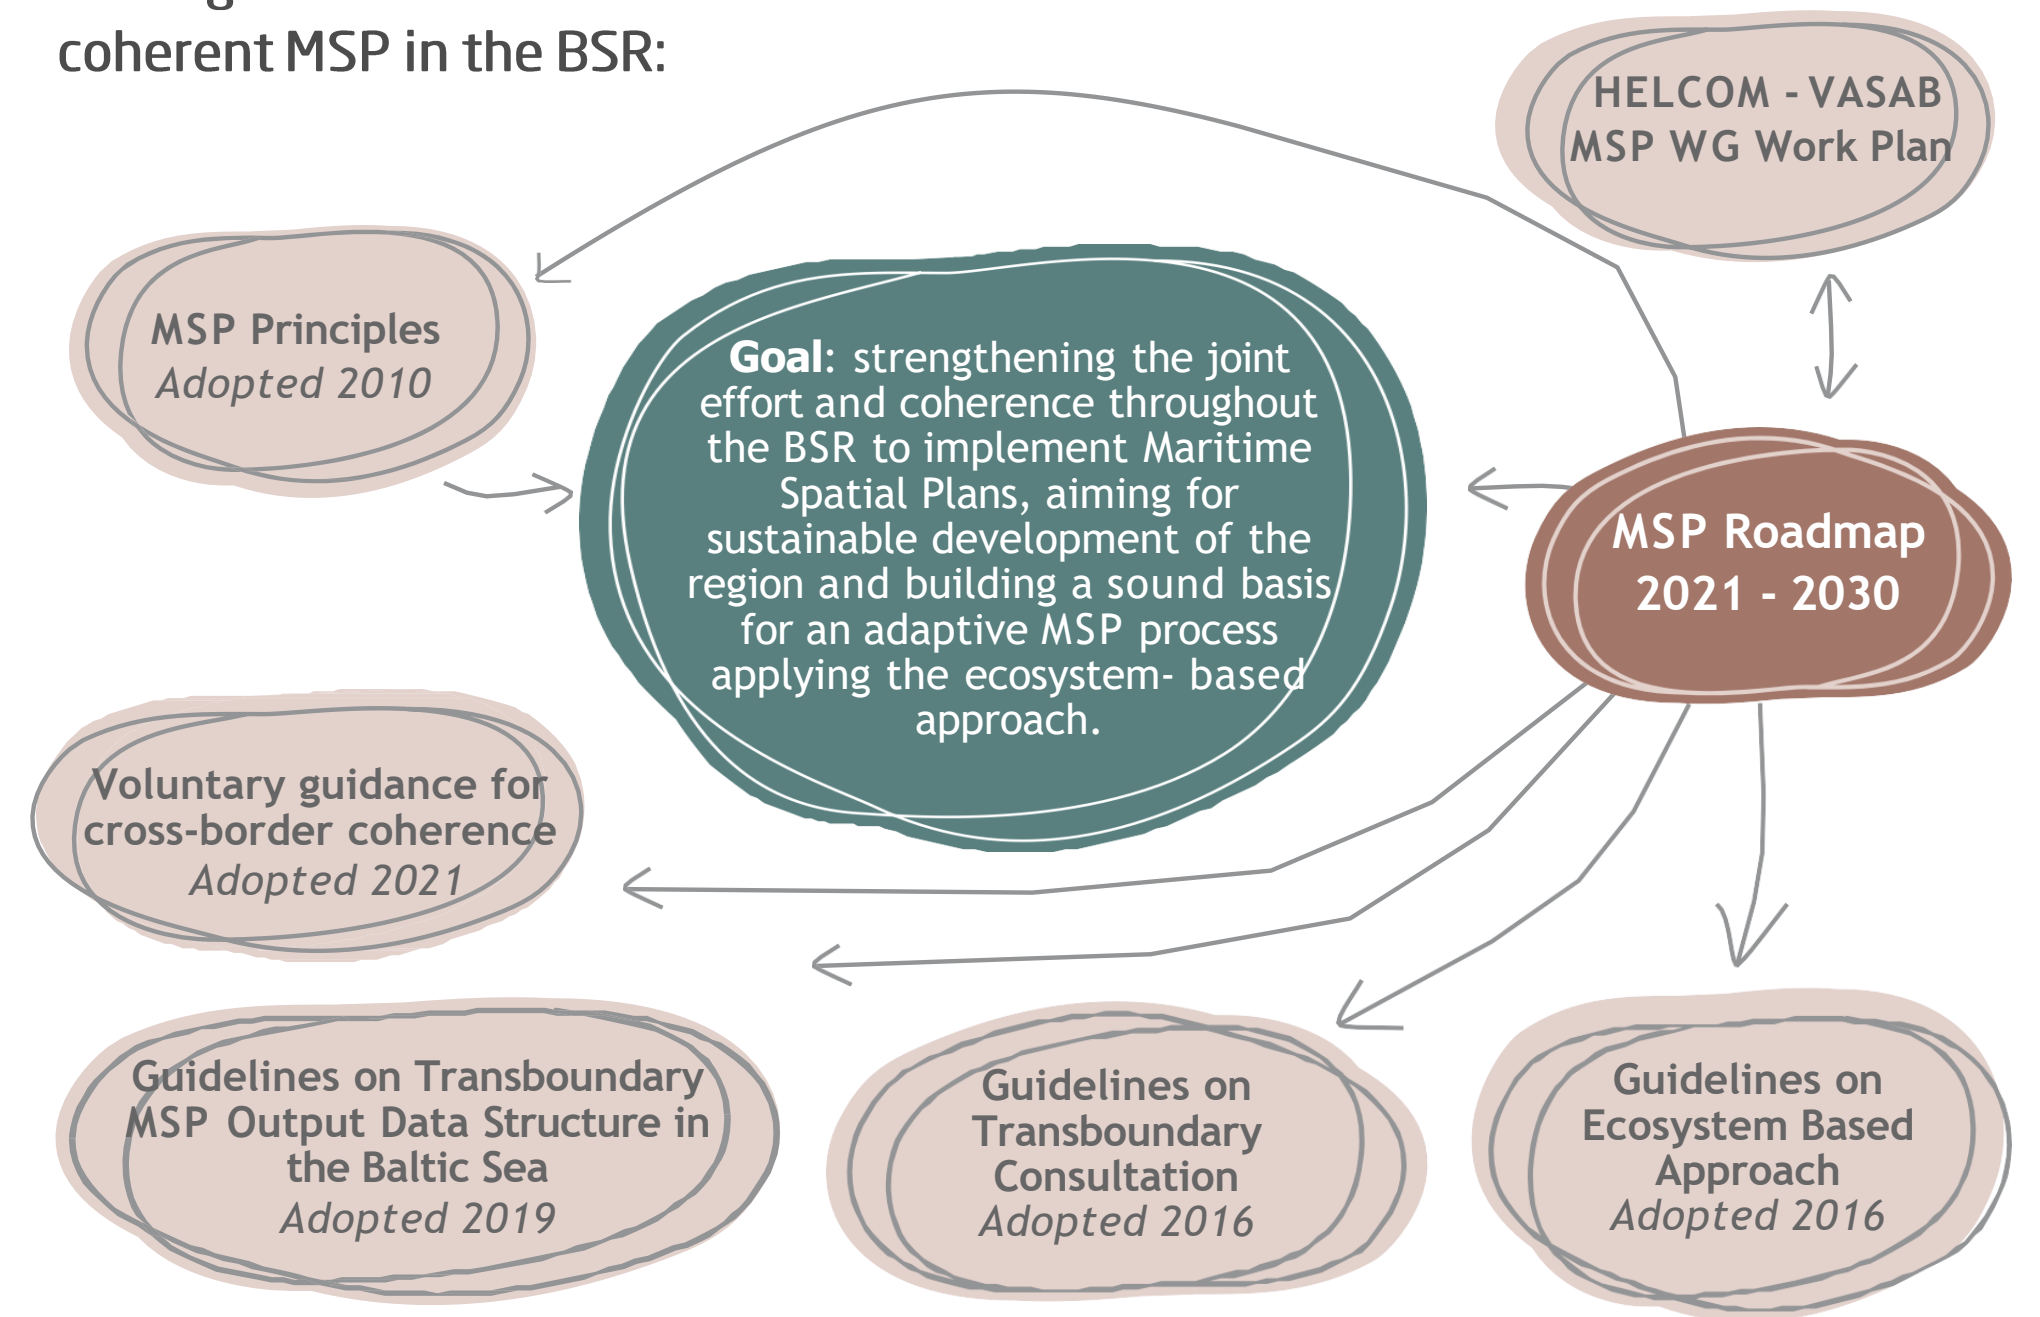 coherent MSP in the BSR:
HELCOM - VASAB
MSP WG Work Plan
MSP Principles
Adopted 2010
Goal: strengthening the joint
effort and coherence throughout
the BSR to implement Maritime
Spatial Plans, aiming for
sustainable development of the
region and building a sound basis
for an adaptive MSP process
applying the ecosystem- based
approach.
MSP Roadmap
2021 - 2030
Voluntary guidance for
cross-border coherence
Adopted 2021
Guidelines on Transboundary
MSP Output Data Structure in
the Baltic Sea
Adopted 2019
Guidelines on
Transboundary
Consultation
Adopted 2016
Guidelines on
Ecosystem Based
Approach
Adopted 2016